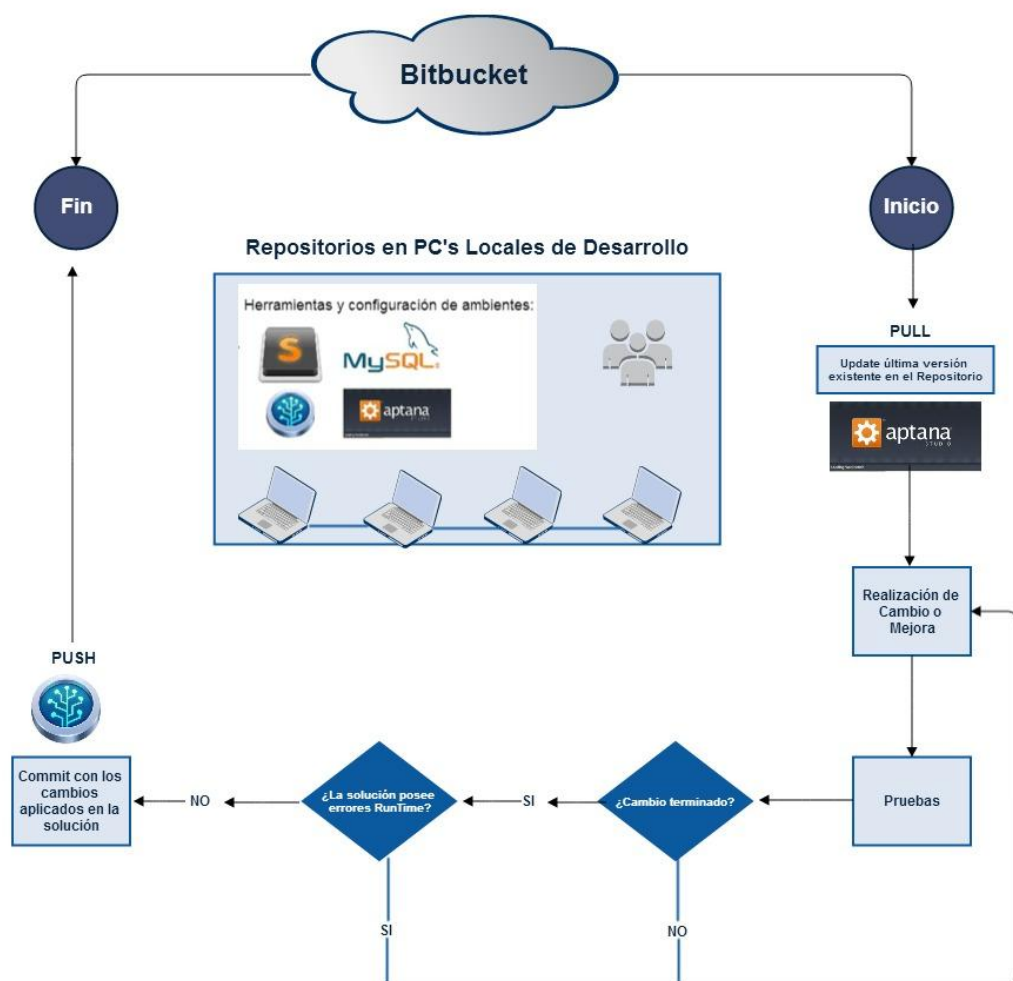 Bitbucket
Fin
Inicio
Repositorios en PC's Locales de Desarrollo
Herramientas y configuración de ambientes:
S
MySQL
aptana
PULL
Update última versión
existente en el Repositorio
aptana
STUDIO
Realización de
Cambio o
Mejora
PUSH
Commit con los
cambios
aplicados en la
solución
NO
¿La solución posee
errores RunTime?
SI
¿Cambio terminado?
Pruebas
SI
NO